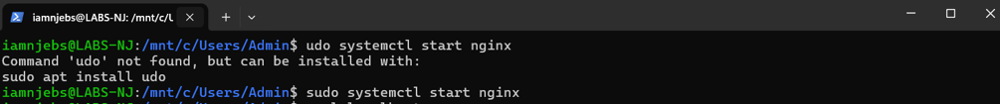 iamnjebs@LABS-NJ: /mnt/c/U
iamnjebs@LABS-NJ:/mnt/c/Users/Admin$ udo systemctl start nginx
Command 'udo' not found, but can be installed with:
sudo apt install udo
iamnjebs@LABS-NJ:/mnt/c/Users/Admin$ sudo systemctl start nginx